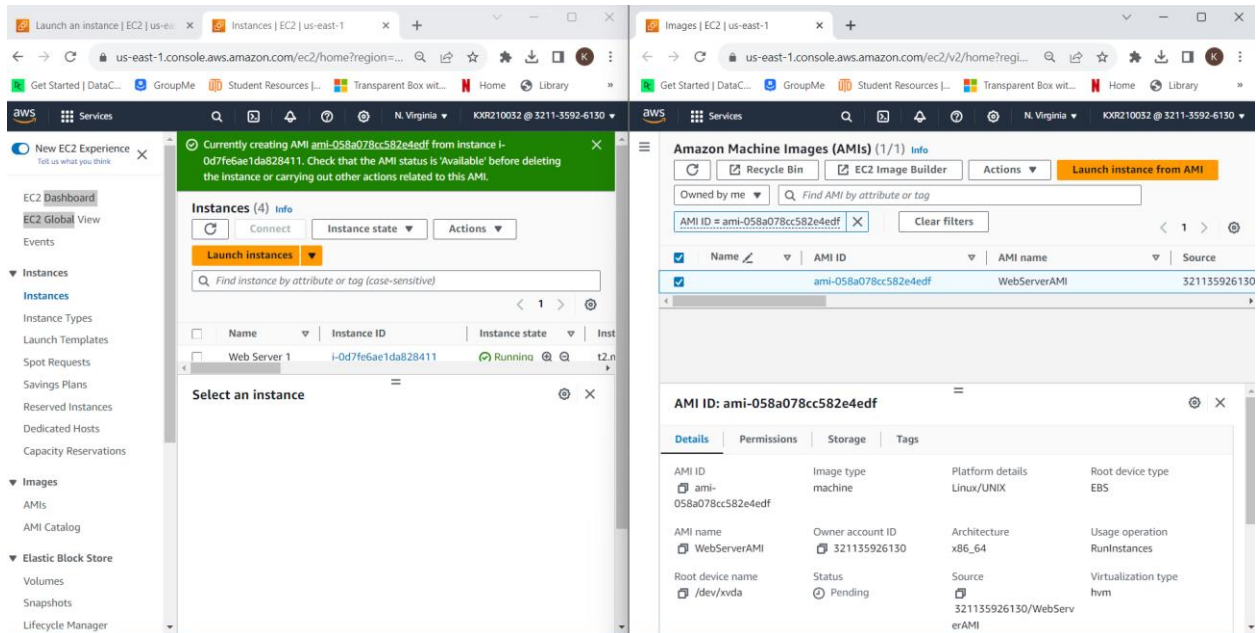 Launch an instance | EC2 | us-ea
Instances | EC2 | us-east-1
us-east-1.console.aws.amazon.com/ec2/home?region=...
K
Get Started | DataC...
GroupMe
Student Resources |...
Transparent Box wit...
Home
Library
»
aws
Services
N. Virginia
KXR210032 @ 3211-3592-6130
New EC2 Experience
Tell us what you think
EC2 Dashboard
EC2 Global View
Events
Instances
Instances
Instance Types
Launch Templates
Spot Requests
Savings Plans
Reserved Instances
Dedicated Hosts
Capacity Reservations
Images
AMIs
AMI Catalog
Elastic Block Store
Volumes
Snapshots
Lifecycle Manager
Currently creating AMI ami-058a078cc582e4edf from instance i-
0d7fe6ae1da828411. Check that the AMI status is 'Available' before deleting
the instance or carrying out other actions related to this AMI.
Instances (4) Info
Connect
Instance state
Actions
Launch instances
Find instance by attribute or tag (case-sensitive)
1
Name
Instance ID
Instance state
Inst
Web Server 1
i-0d7fe6ae1da828411
Running
Select an instance
Images | EC2 | us-east-1
us-east-1.console.aws.amazon.com/ec2/v2/home?regi...
K
Get Started | DataC...
GroupMe
Student Resources |...
Transparent Box wit...
Home
Library
»
aws
Services
N. Virginia
KXR210032 @ 3211-3592-6130
Amazon Machine Images (AMIs) (1/1) Info
Recycle Bin
EC2 Image Builder
Actions
Launch instance from AMI
Owned by me
Find AMI by attribute or tag
AMI ID = ami-058a078cc582e4edf
Clear filters
1
Name
AMI ID
AMI name
Source
ami-058a078cc582e4edf
WebServerAMI
321135926130
AMI ID: ami-058a078cc582e4edf
Details
Permissions
Storage
Tags
AMI ID
Image type
Platform details
Root device type
ami-
058a078cc582e4edf
machine
Linux/UNIX
EBS
AMI name
Owner account ID
Architecture
Usage operation
WebServerAMI
321135926130
x86_64
RunInstances
Root device name
Status
Source
Virtualization type
/dev/xvda
Pending
321135926130/WebServ
erAMI
hvm